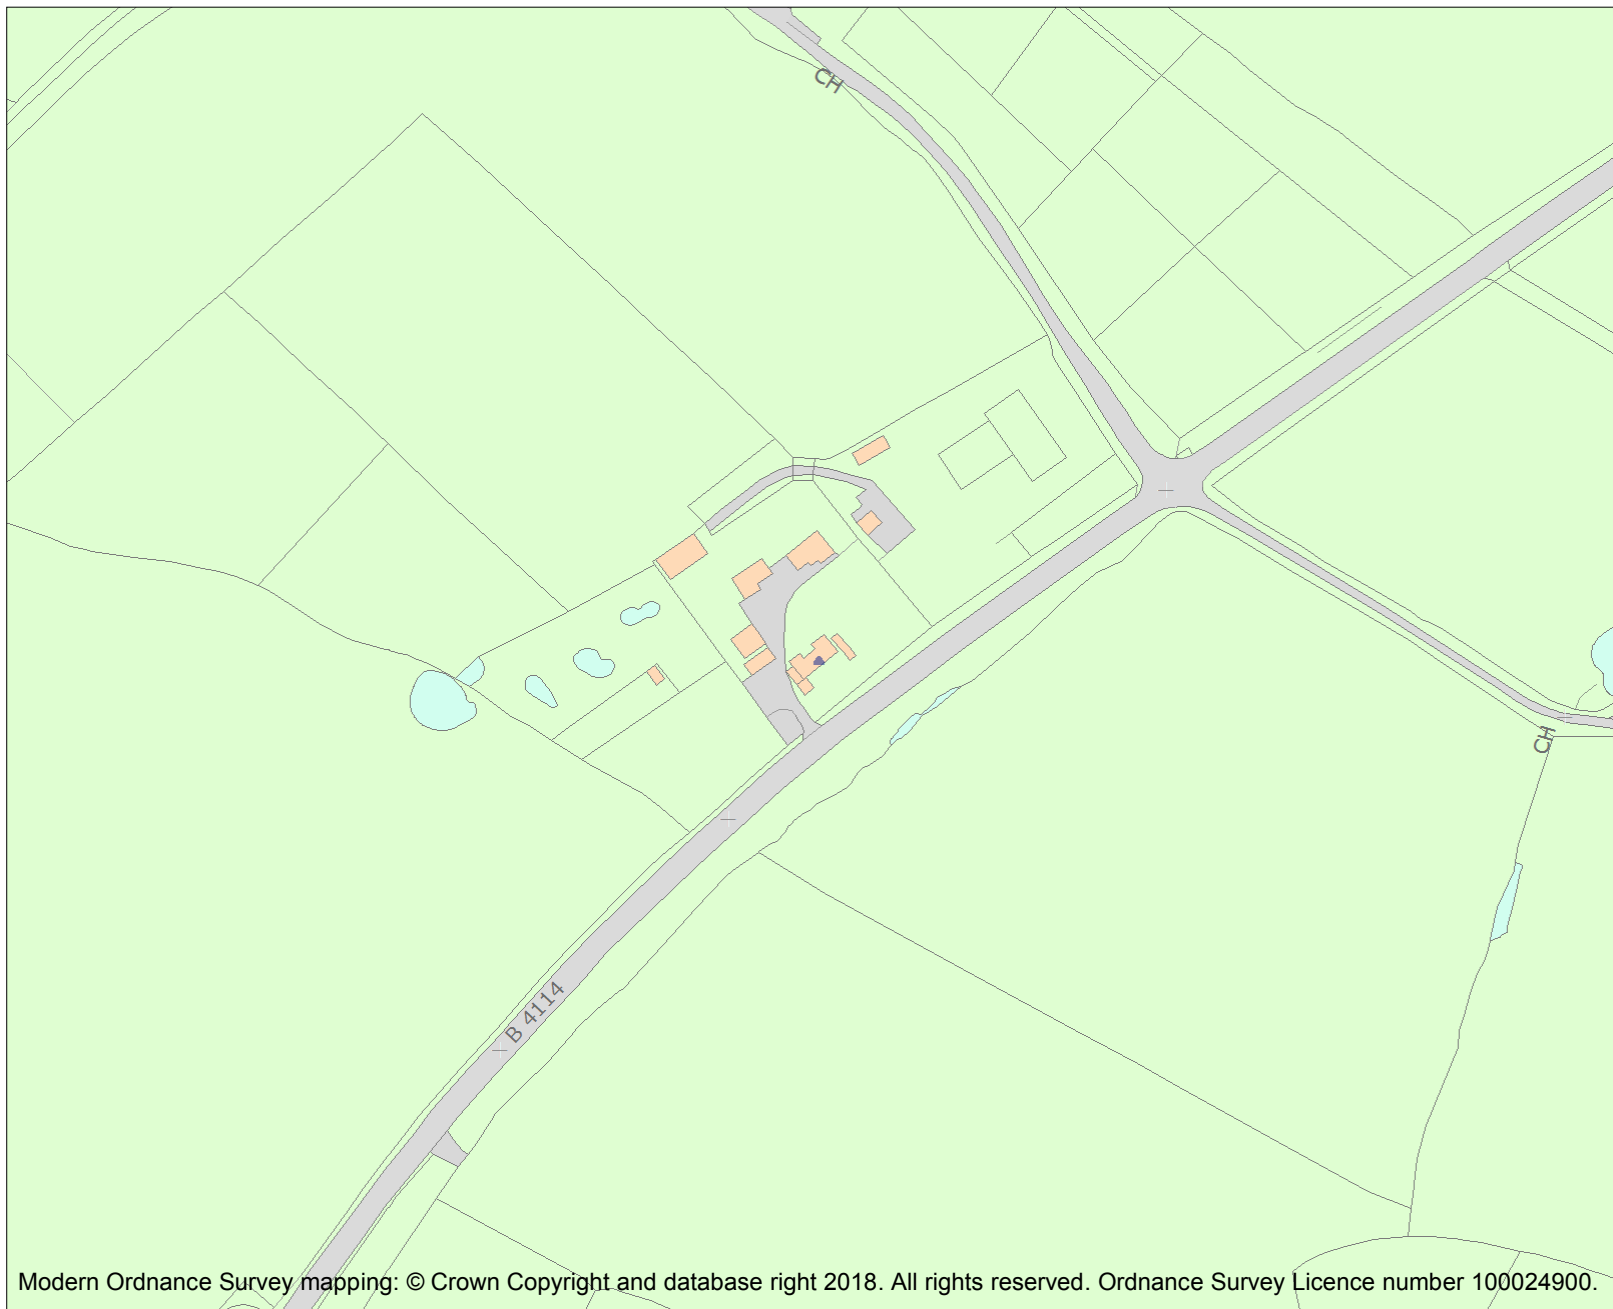 CH
CH
B 4114
Modern Ordnance Survey mapping: © Crown Copyright and database right 2018. All rights reserved. Ordnance Survey Licence number 100024900.